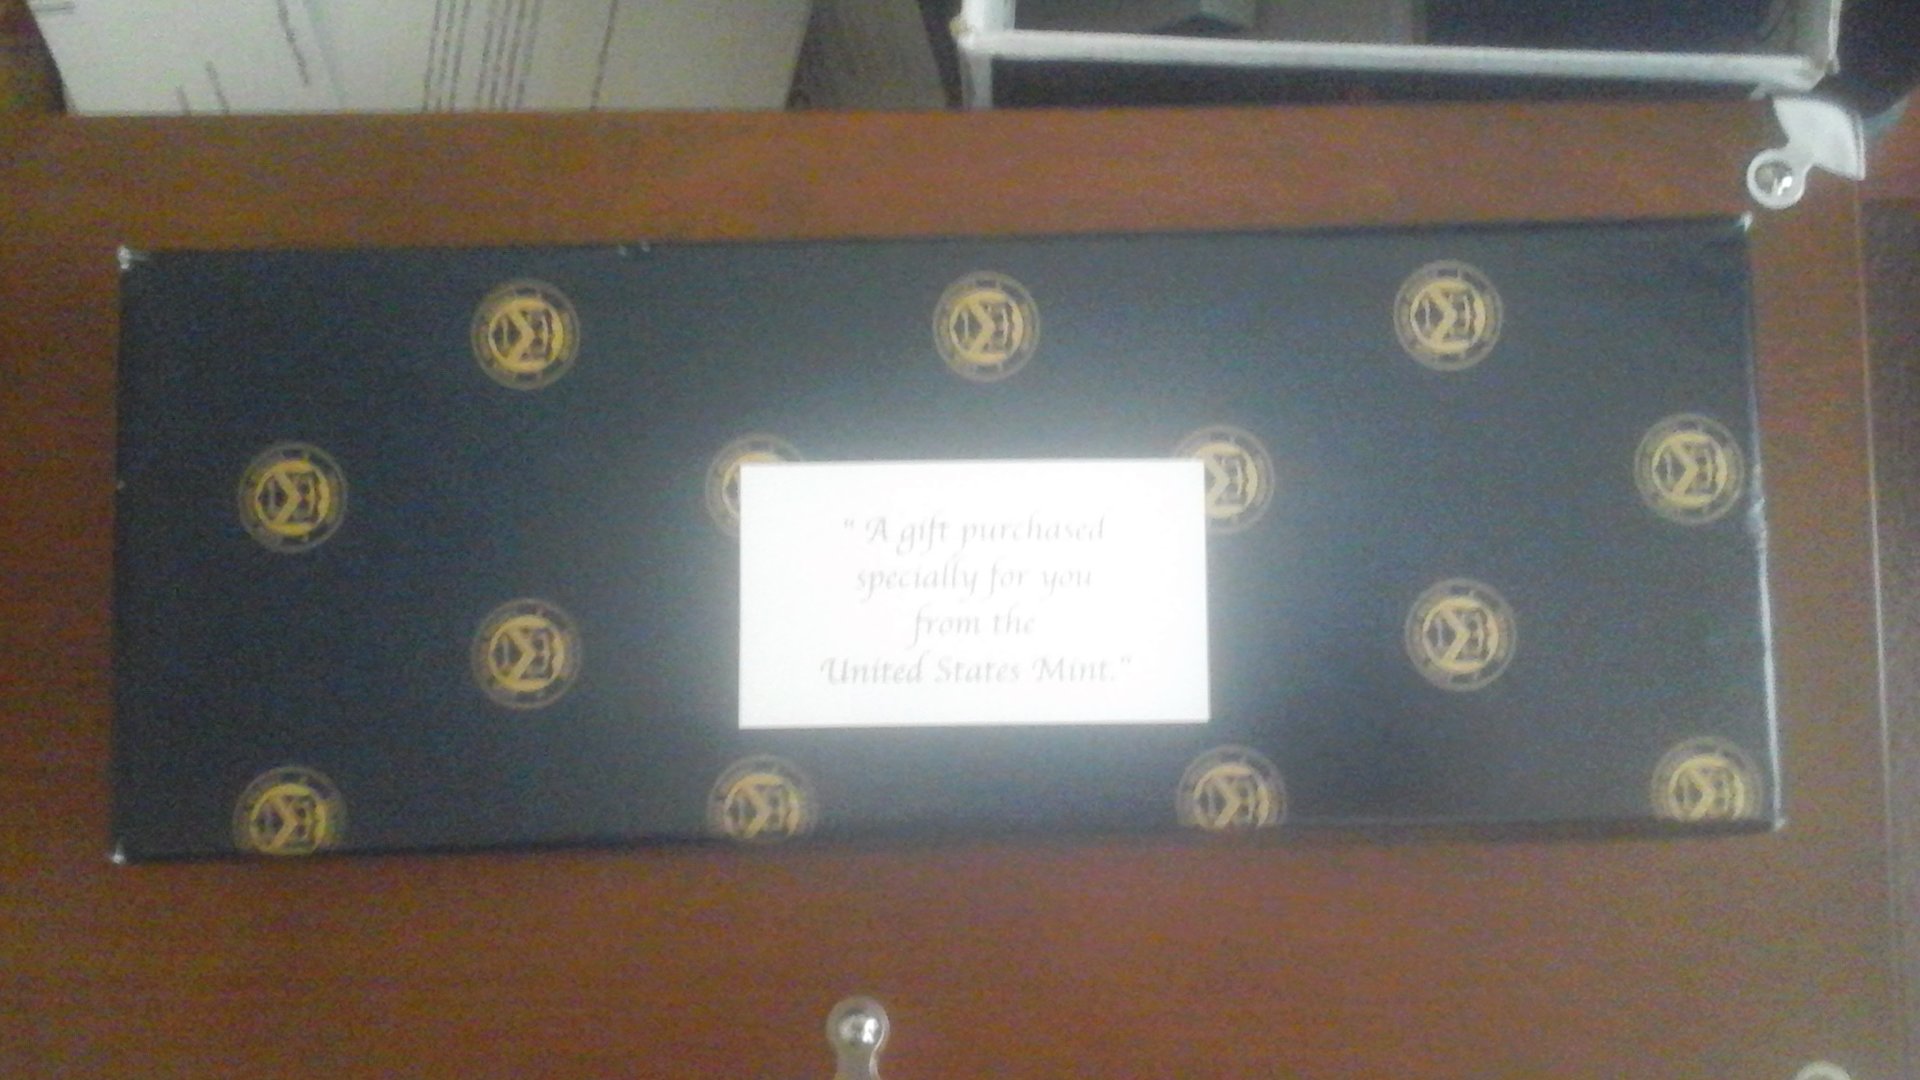 “ A gift purchased
specially for you
from the
United States Mint.”